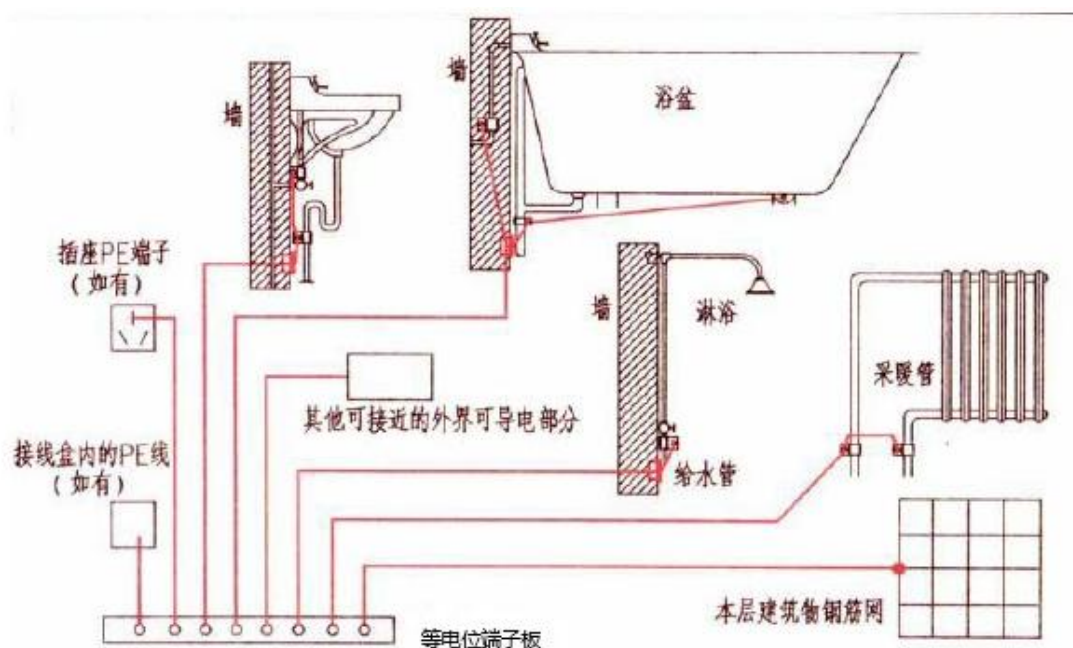 墙
墙
浴盆
插座PE端子
(如有)
墙
淋浴
采暖管
其他可接近的外界可导电部分
接线盒内的PE线
(如有)
给水管
本层建筑物钢筋网
等电位端子板